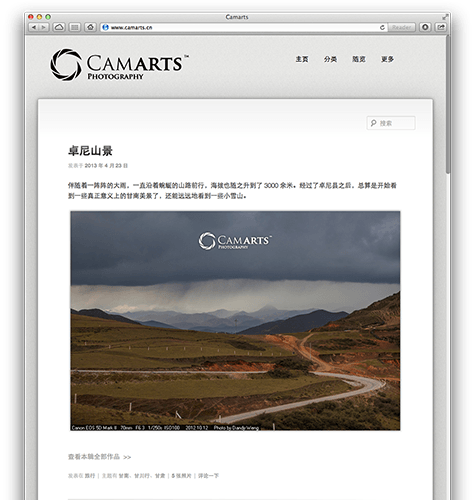 Camarts
www.camarts.cn
Reader
CAMARTS™
PHOTOGRAPHY
主页 分类 随览 更多
搜索
卓尼山景
发表于 2013 年 4 月 23 日
伴随着一阵阵的大雨，一直沿着蜿蜒的山路前行，海拔也随之升到了 3000 余米。经过了卓尼县之后，总算是开始看
到一些真正意义上的甘南美景了，还能远远地看到一些小雪山。
CAMARTS™
PHOTOGRAPHY
Canon EOS 5D Mark II 70mm F6.3 1/250s ISO100 2012.10.12 Photo by Dandy Weng
查看本辑全部作品 >>
发表在 旅行 | 主题有 甘南、甘川行、甘肃 | 5 张照片 | 评论一下